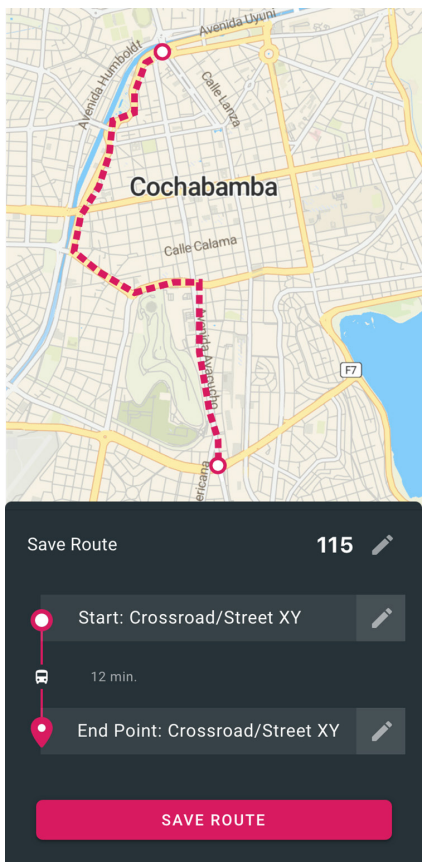 Avenida Uyuni
Avenida Humboldt
Calle Lanza
Cochabamba
Calle Calama
Avenida Ayacucho
F7
ericana
Save Route 115
Start: Crossroad/Street XY
12 min.
End Point: Crossroad/Street XY
SAVE ROUTE